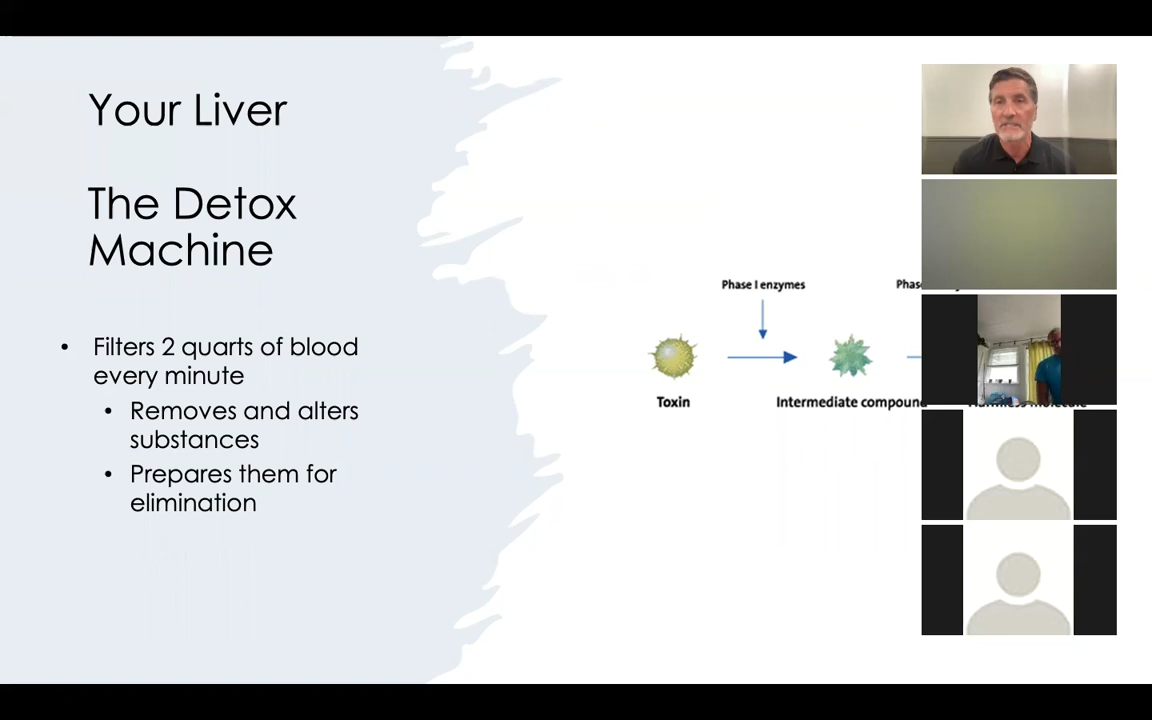 Your Liver
The Detox
Machine
• Filters 2 quarts of blood
every minute
• Removes and alters
substances
• Prepares them for
elimination
Phase I enzymes
Toxin
Intermediate compound